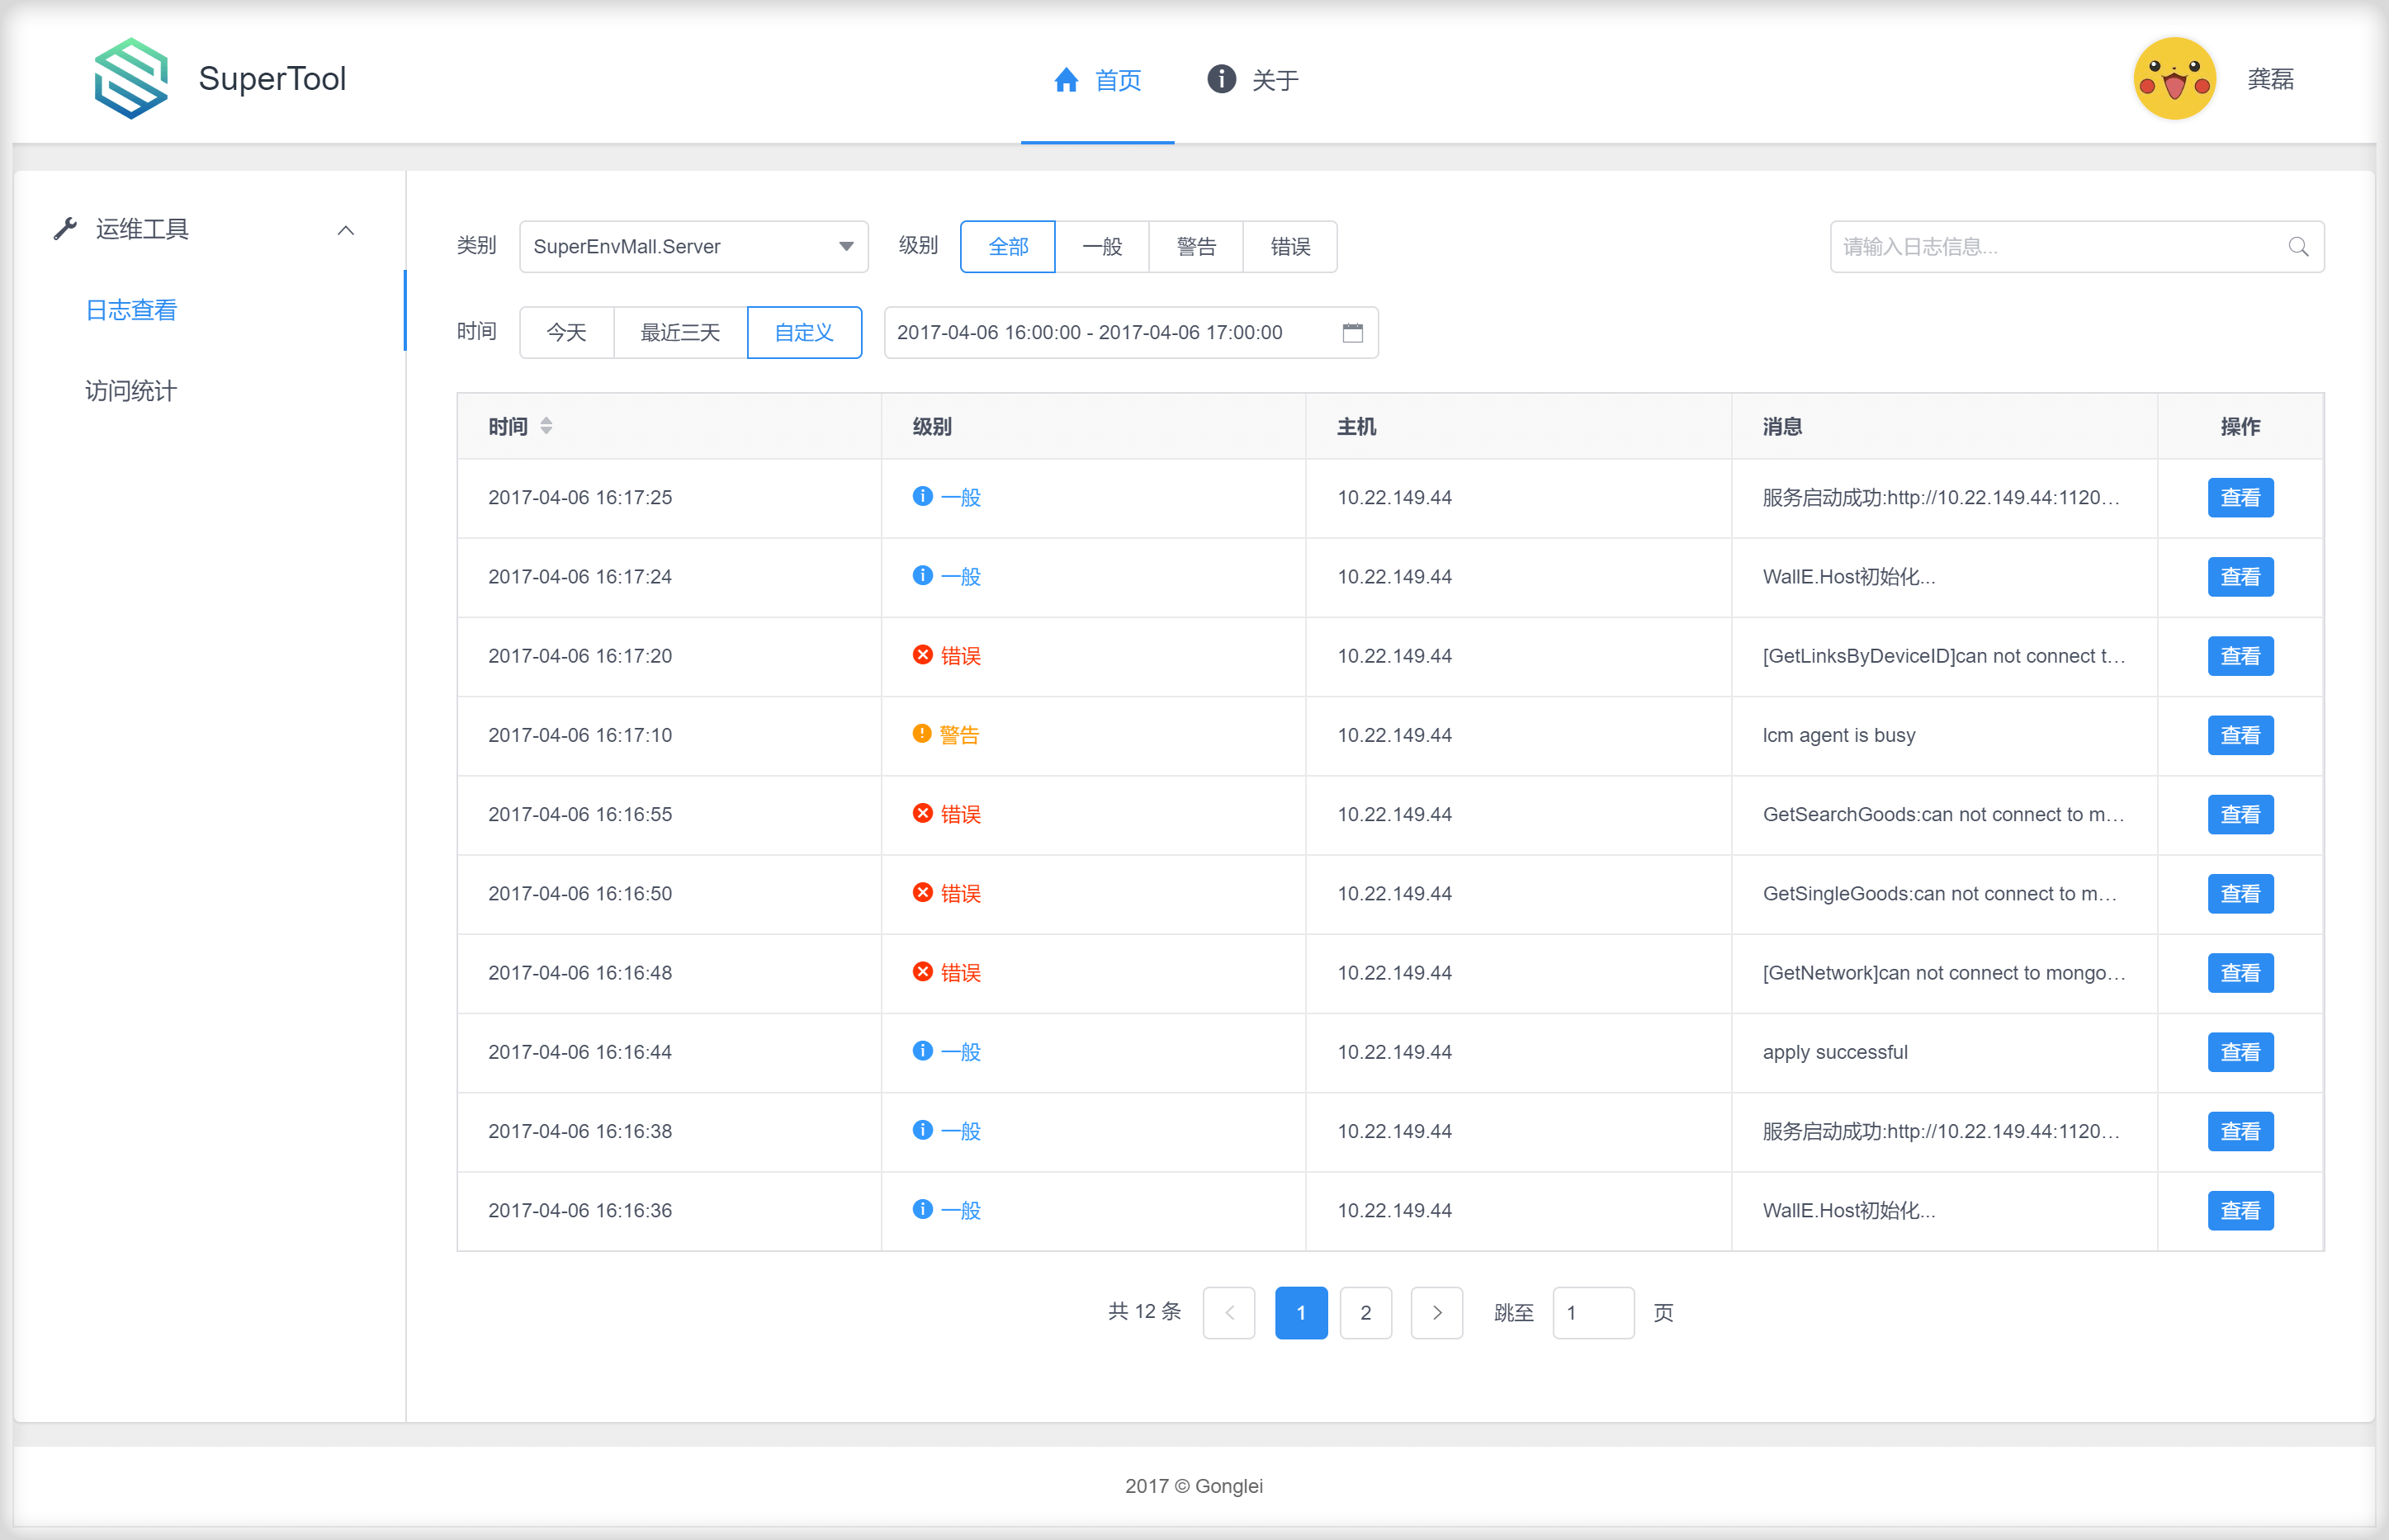 SuperTool
首页
关于
龚磊
运维工具
日志查看
访问统计
类别 SuperEnvMall.Server 级别 全部 一般 警告 错误 请输入日志信息...
时间 今天 最近三天 自定义 2017-04-06 16:00:00 - 2017-04-06 17:00:00
时间 级别 主机 消息 操作
2017-04-06 16:17:25 一般 10.22.149.44 服务启动成功:http://10.22.149.44:1120... 查看
2017-04-06 16:17:24 一般 10.22.149.44 WallE.Host初始化... 查看
2017-04-06 16:17:20 错误 10.22.149.44 [GetLinksByDeviceID]can not connect t... 查看
2017-04-06 16:17:10 警告 10.22.149.44 lcm agent is busy 查看
2017-04-06 16:16:55 错误 10.22.149.44 GetSearchGoods:can not connect to m... 查看
2017-04-06 16:16:50 错误 10.22.149.44 GetSingleGoods:can not connect to m... 查看
2017-04-06 16:16:48 错误 10.22.149.44 [GetNetwork]can not connect to mongo... 查看
2017-04-06 16:16:44 一般 10.22.149.44 apply successful 查看
2017-04-06 16:16:38 一般 10.22.149.44 服务启动成功:http://10.22.149.44:1120... 查看
2017-04-06 16:16:36 一般 10.22.149.44 WallE.Host初始化... 查看
共 12 条 1 2 跳至 1 页
2017 © Gonglei